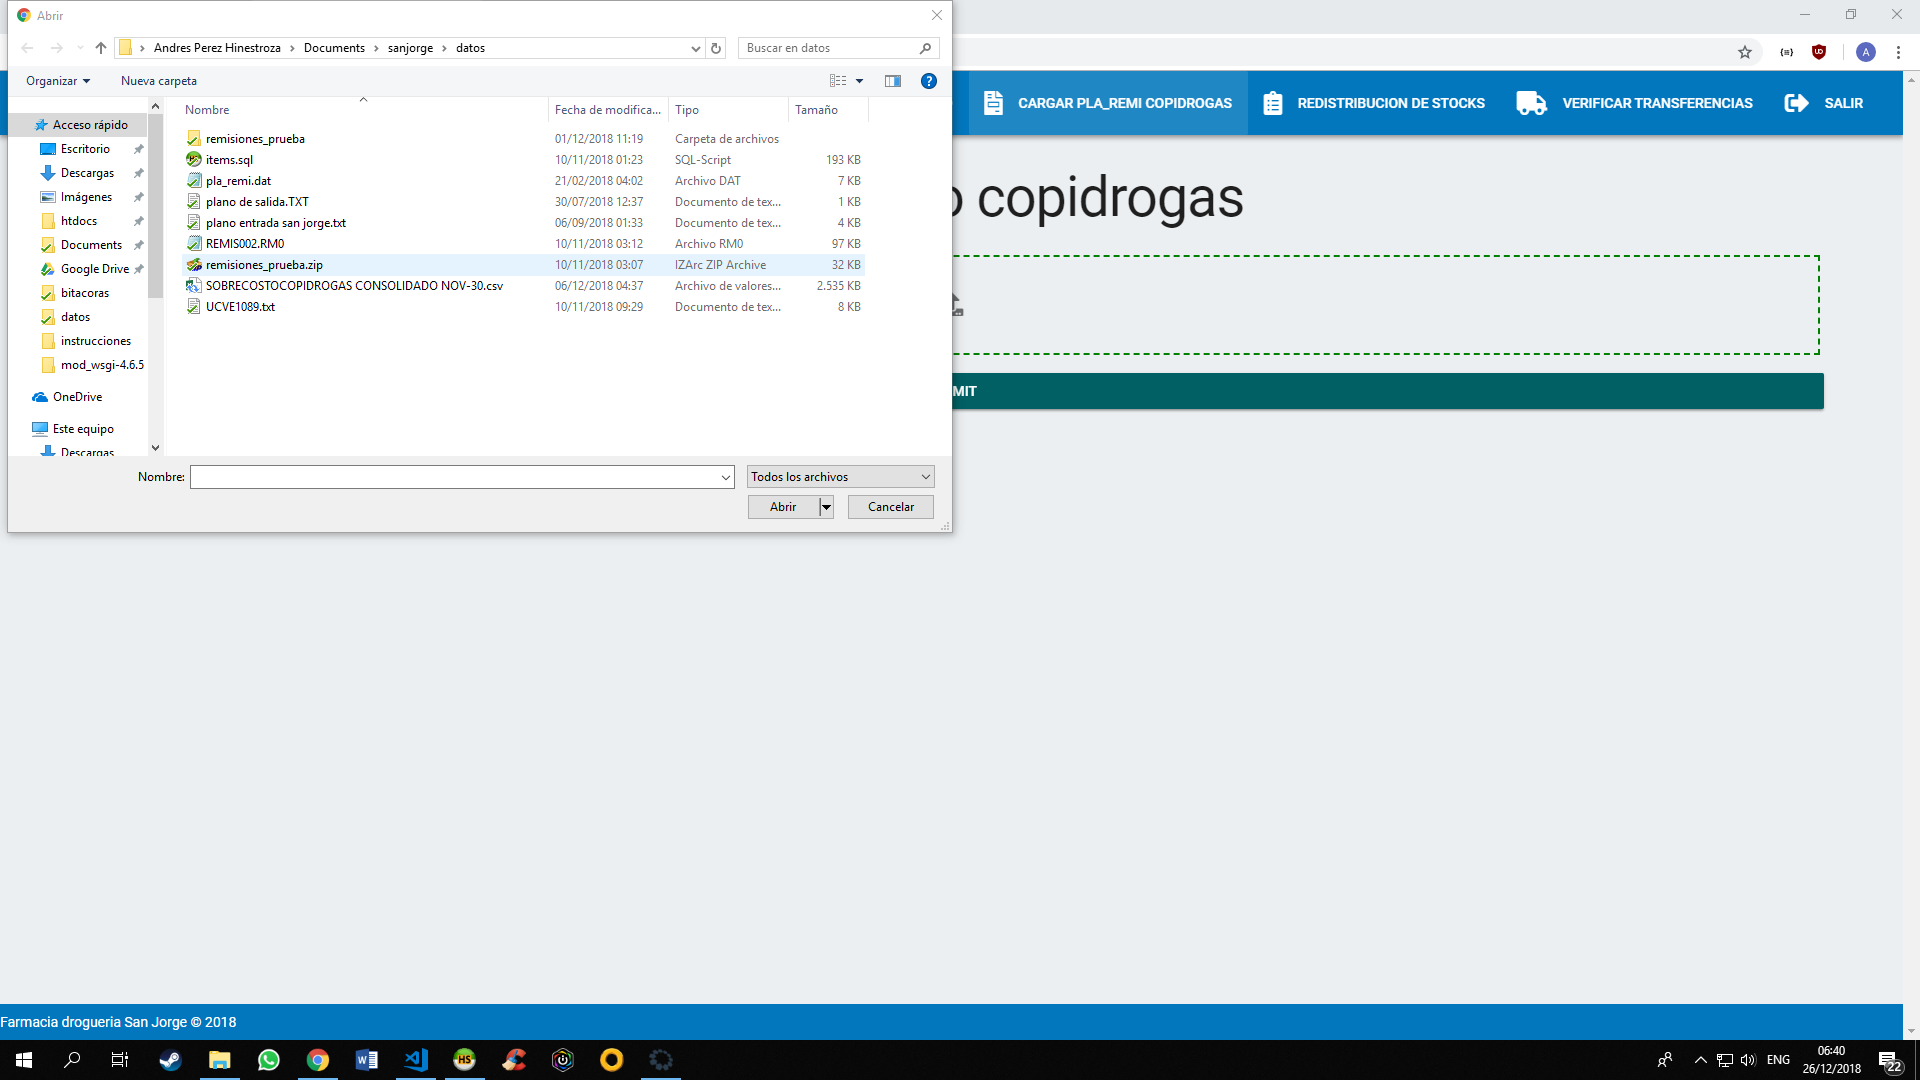 Abrir
Andres Perez Hinestroza > Documents > sanjorge > datos
Buscar en datos
Organizar
Nueva carpeta
CARGAR PLA_REMI COPIDROGAS
REDISTRIBUCION DE STOCKS
VERIFICAR TRANSFERENCIAS
SALIR
Nombre Fecha de modifica... Tipo Tamaño
Acceso rápido
Escritorio
Descargas
Imágenes
htdocs
Documents
Google Drive
bitacoras
datos
instrucciones
mod_wsgi-4.6.5
OneDrive
Este equipo
Descargas
remisiones_prueba 01/12/2018 11:19 Carpeta de archivos
items.sql 10/11/2018 01:23 SQL-Script 193 KB
pla_remi.dat 21/02/2018 04:02 Archivo DAT 7 KB
plano de salida.TXT 30/07/2018 12:37 Documento de tex... 1 KB
plano entrada san jorge.txt 06/09/2018 01:33 Documento de tex... 4 KB
REMIS002.RM0 10/11/2018 03:12 Archivo RM0 97 KB
remisiones_prueba.zip 10/11/2018 03:07 IZArc ZIP Archive 32 KB
SOBRECOSTOCOPIDROGAS CONSOLIDADO NOV-30.csv 06/12/2018 04:37 Archivo de valores... 2.535 KB
UCVE1089.txt 10/11/2018 09:29 Documento de tex... 8 KB
o copidrogas
MIT
Nombre:
Todos los archivos
Abrir
Cancelar
Farmacia drogueria San Jorge © 2018
ENG
06:40
26/12/2018
22
A
HS